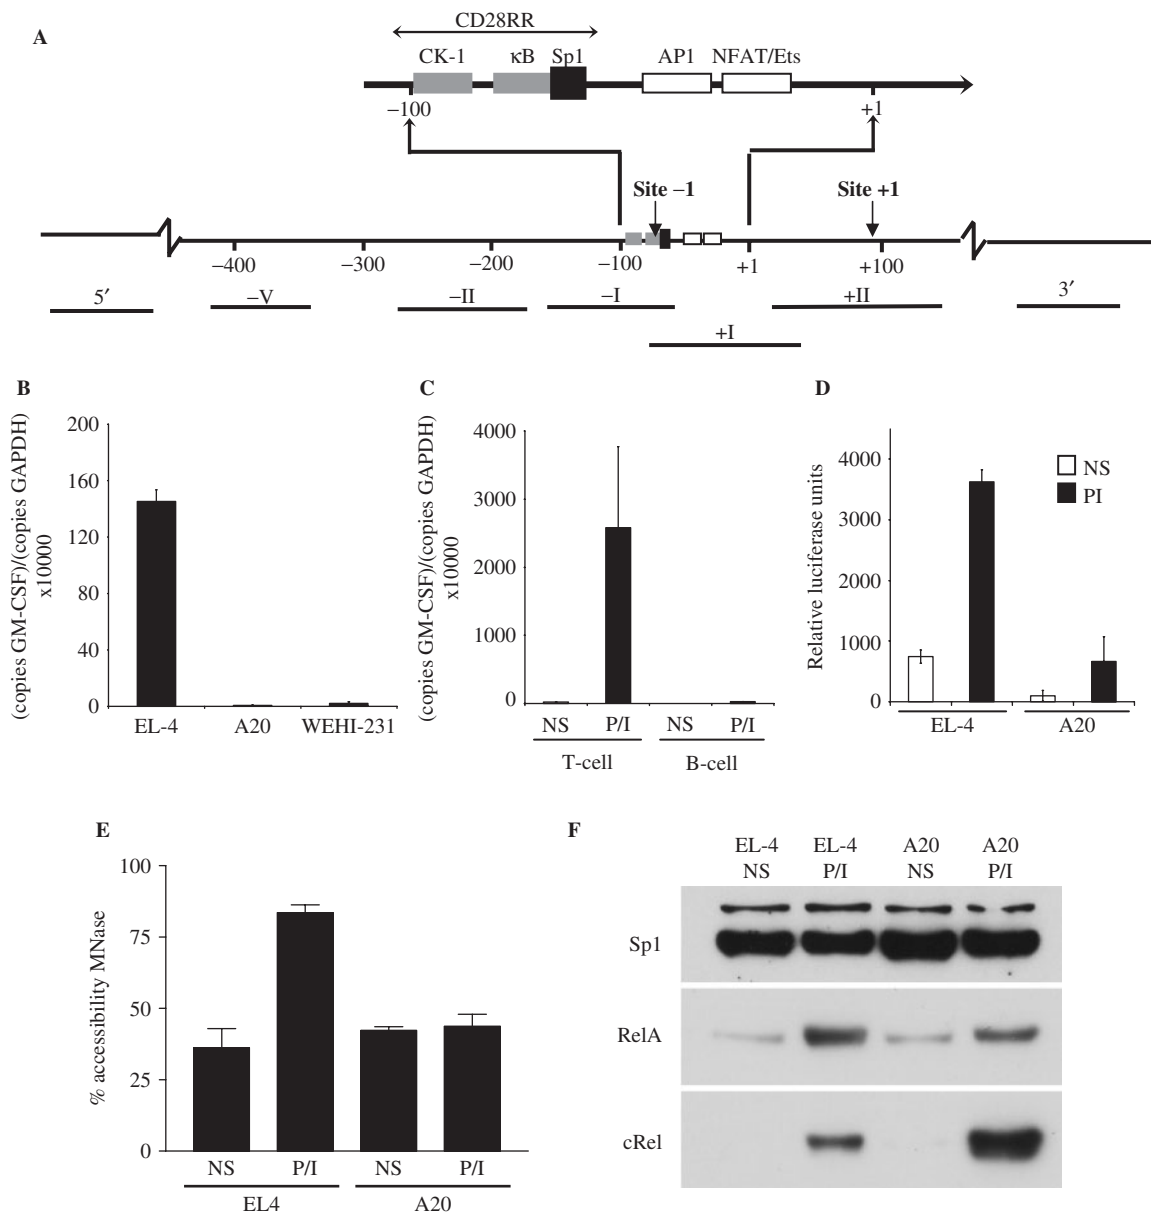 A
CD28RR
CK-1 κB Sp1 AP1 NFAT/Ets
−100 +1
Site −1 Site +1
−400 −300 −200 −100 +1 +100
5′ −V −II −I +II 3′
+I
B
(copies GM-CSF)/(copies GAPDH)
x10000
200
160
120
80
40
0
EL-4 A20 WEHI-231
C
(copies GM-CSF)/(copies GAPDH)
x10000
4000
3000
2000
1000
0
NS P/I NS P/I
T-cell B-cell
D
Relative luciferase units
4000
3000
2000
1000
0
NS
PI
EL-4 A20
E
% accessibility MNase
100
75
50
25
0
NS P/I NS P/I
EL4 A20
F
EL-4 EL-4 A20 A20
NS P/I NS P/I
Sp1
RelA
cRel